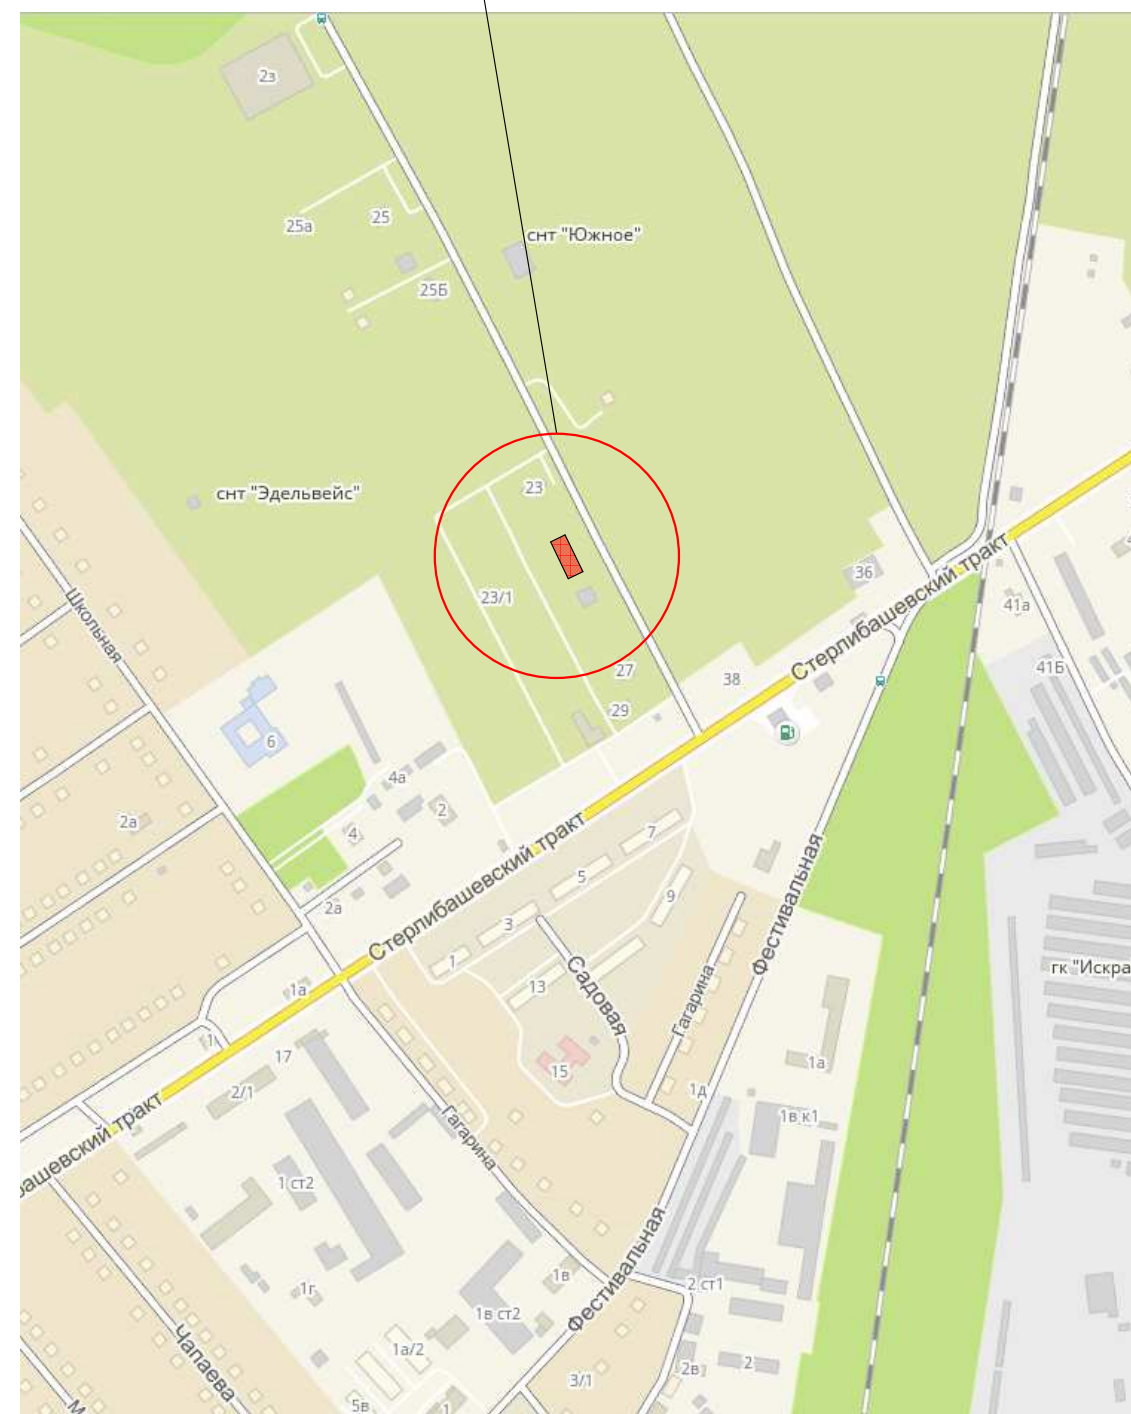 2з
25а
25
снт "Южное"
25Б
снт "Эдельвейс"
23
23/1
27
29
38
36
Стерлибашевский тракт
41а
41Б
Школьная
6
4а
2
4
2а
2а
7
5
9
3
1
13
15
Стерлибашевский тракт
Садовая
Гагарина
Фестивальная
гк "Искра
1а
17
2/1
1а
1д
1в к1
башевский тракт
Гагарина
1 ст2
1г
1в
1в ст2
Фестивальная
2 ст1
1а/2
2в
2
3/1
5в
1
Чапаева